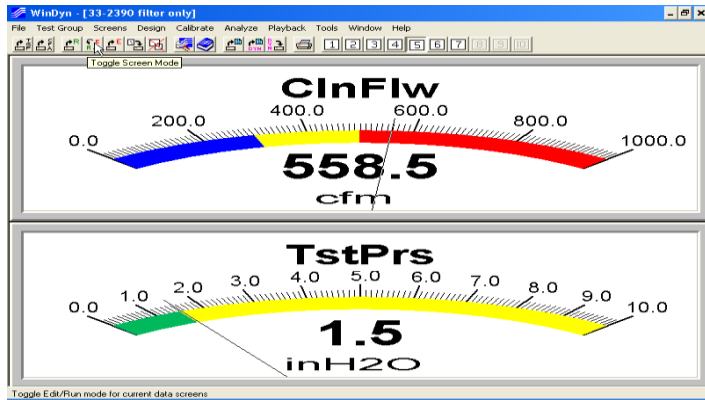 WinDyn - [33-2390 filter only]
File Test Group Screens Design Calibrate Analyze Playback Tools Window Help
1 2 3 4 5 6 7 8 9 10
Toggle Screen Mode
ClnFlw
0.0 200.0 400.0 600.0 800.0 1000.0
558.5
cfm
TstPrs
0.0 1.0 2.0 3.0 4.0 5.0 6.0 7.0 8.0 9.0 10.0
1.5
inH2O
Toggle Edit/Run mode for current data screens